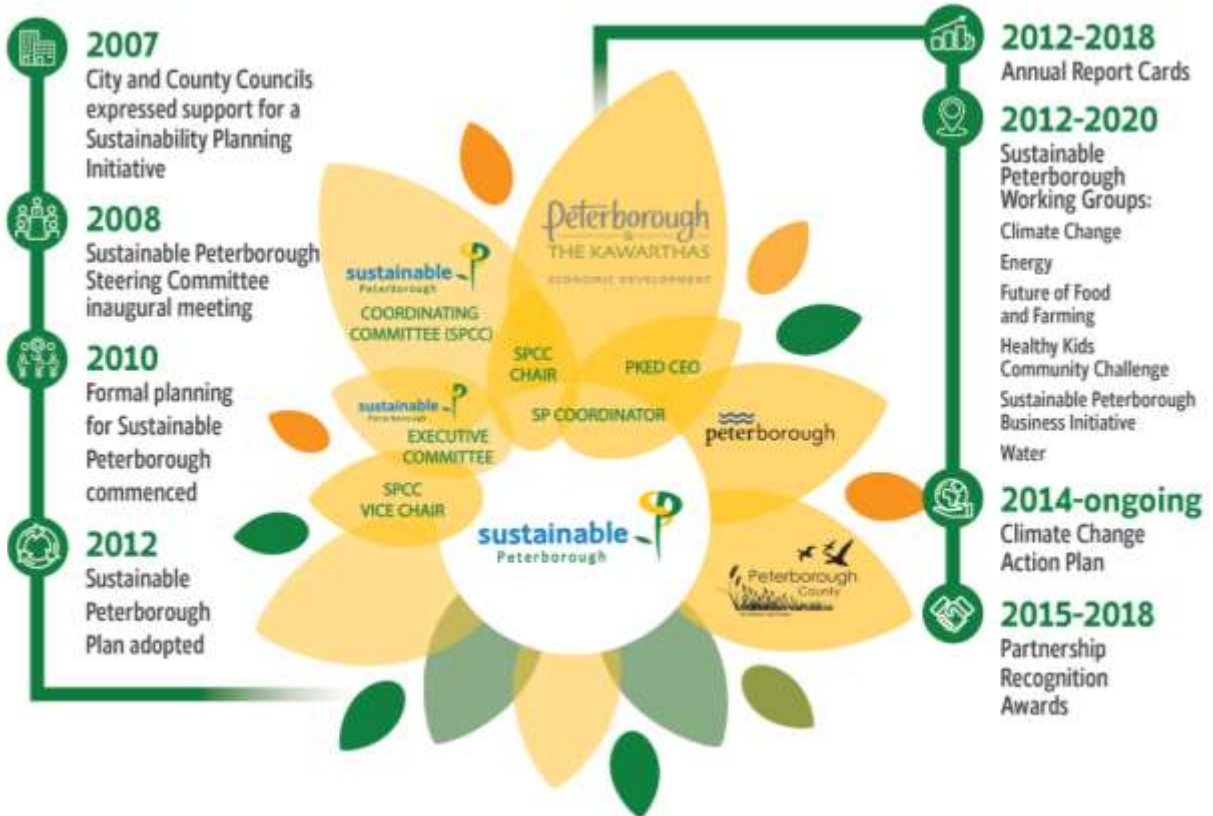 2007
City and County Councils
expressed support for a
Sustainability Planning
Initiative
2008
Sustainable Peterborough
Steering Committee
inaugural meeting
2010
Formal planning
for Sustainable
Peterborough
commenced
2012
Sustainable
Peterborough
Plan adopted
sustainable
Peterborough
COORDINATING
COMMITTEE (SPCC)
Peterborough
&
THE KAWARTHAS
ECONOMIC DEVELOPMENT
SPCC
CHAIR
PKED CEO
SP COORDINATOR
sustainable
Peterborough
EXECUTIVE
COMMITTEE
SPCC
VICE CHAIR
peterborough
sustainable
Peterborough
Peterborough
County
2012-2018
Annual Report Cards
2012-2020
Sustainable
Peterborough
Working Groups:
Climate Change
Energy
Future of Food
and Farming
Healthy Kids
Community Challenge
Sustainable Peterborough
Business Initiative
Water
2014-ongoing
Climate Change
Action Plan
2015-2018
Partnership
Recognition
Awards